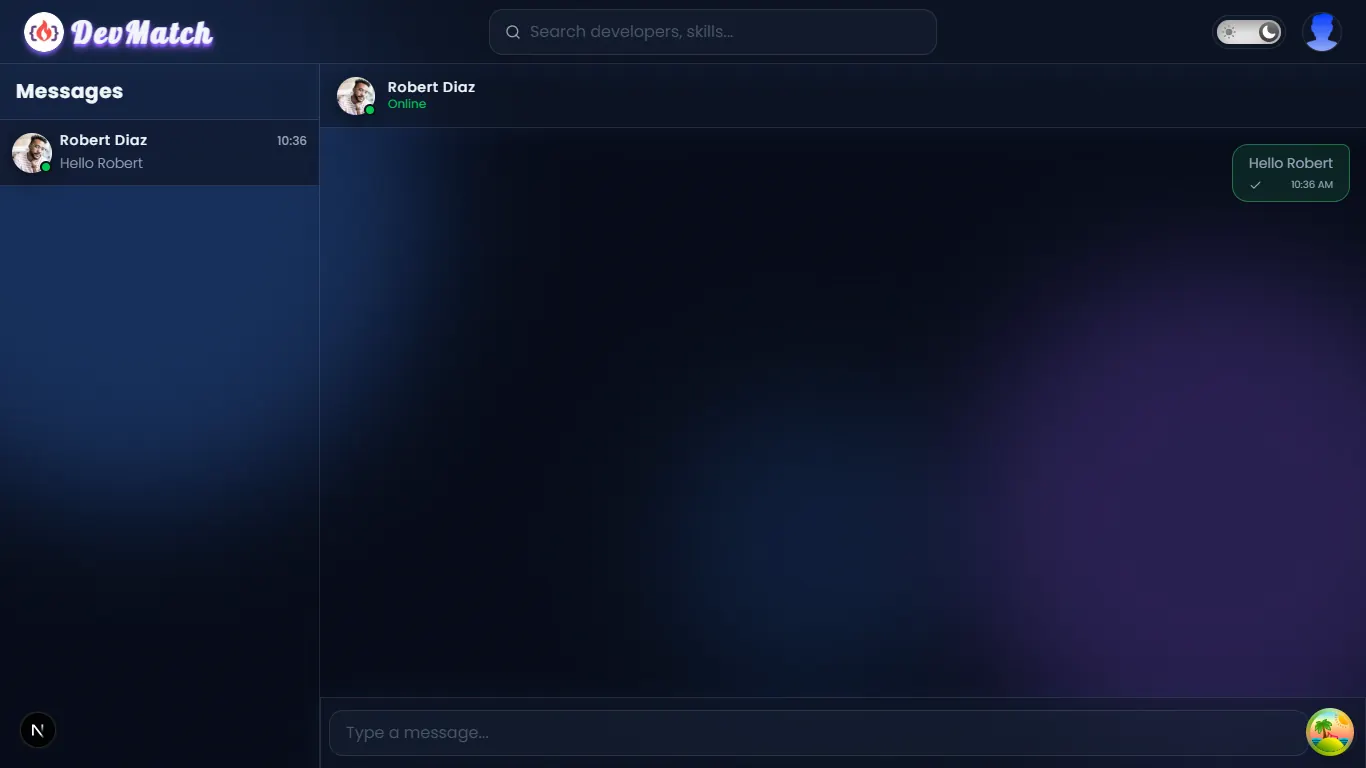 DevMatch
Search developers, skills...
Messages
Robert Diaz
10:36
Hello Robert
Robert Diaz
Online
Hello Robert
10:36 AM
Type a message...
N